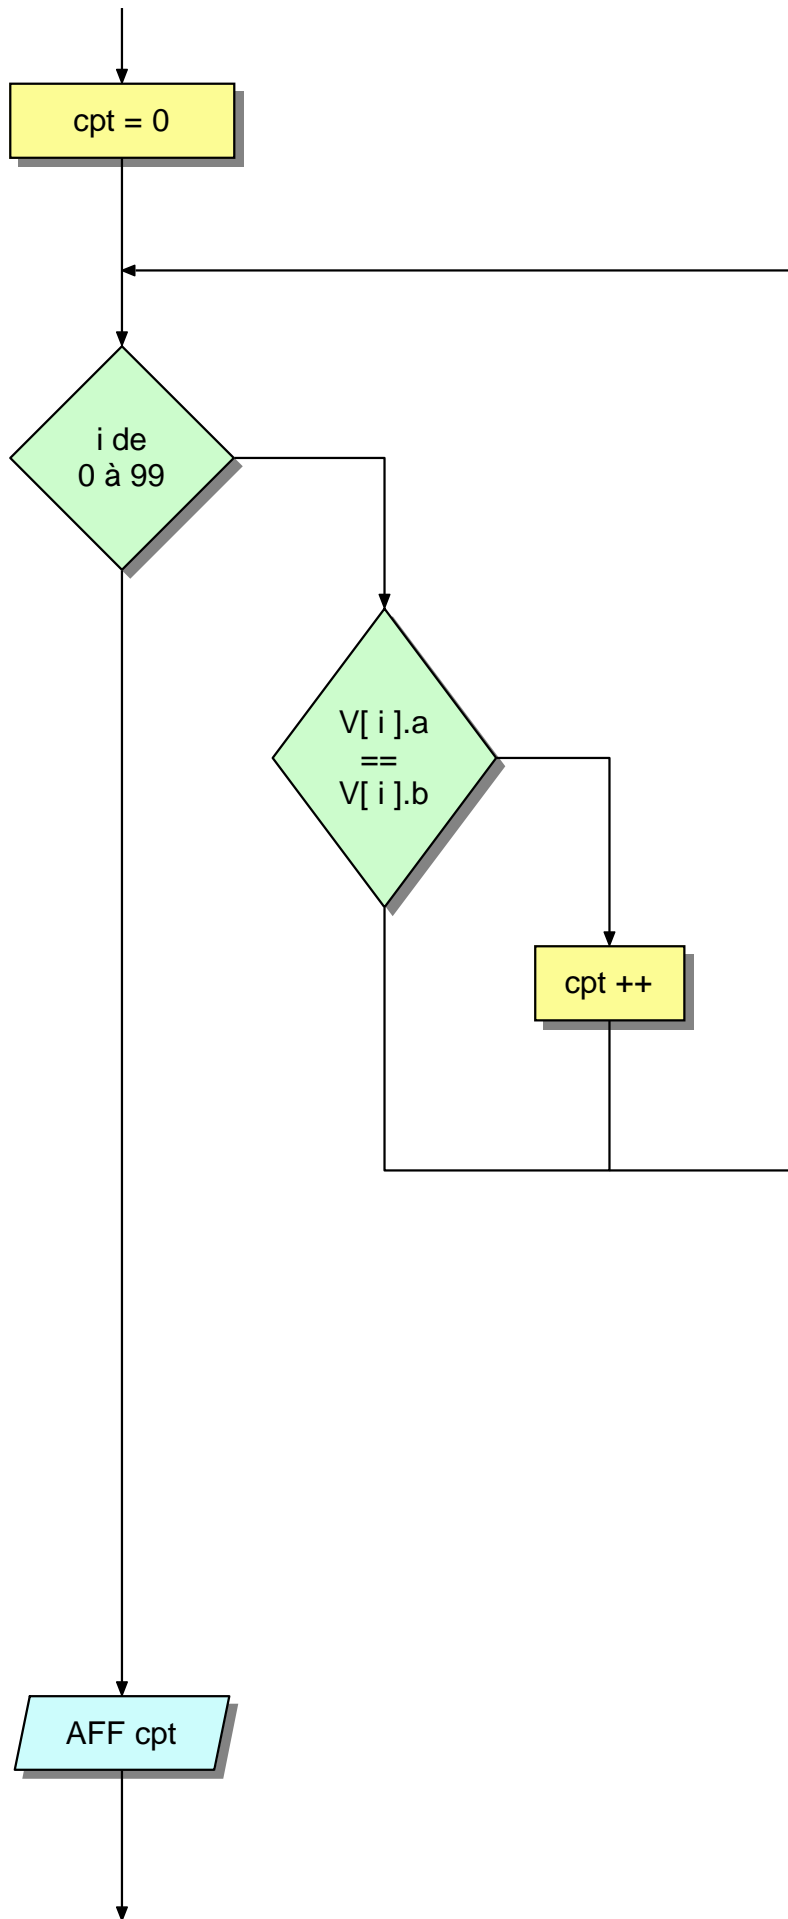 cpt = 0
i de
0 à 99
V[ i ].a
==
V[ i ].b
cpt ++
AFF cpt